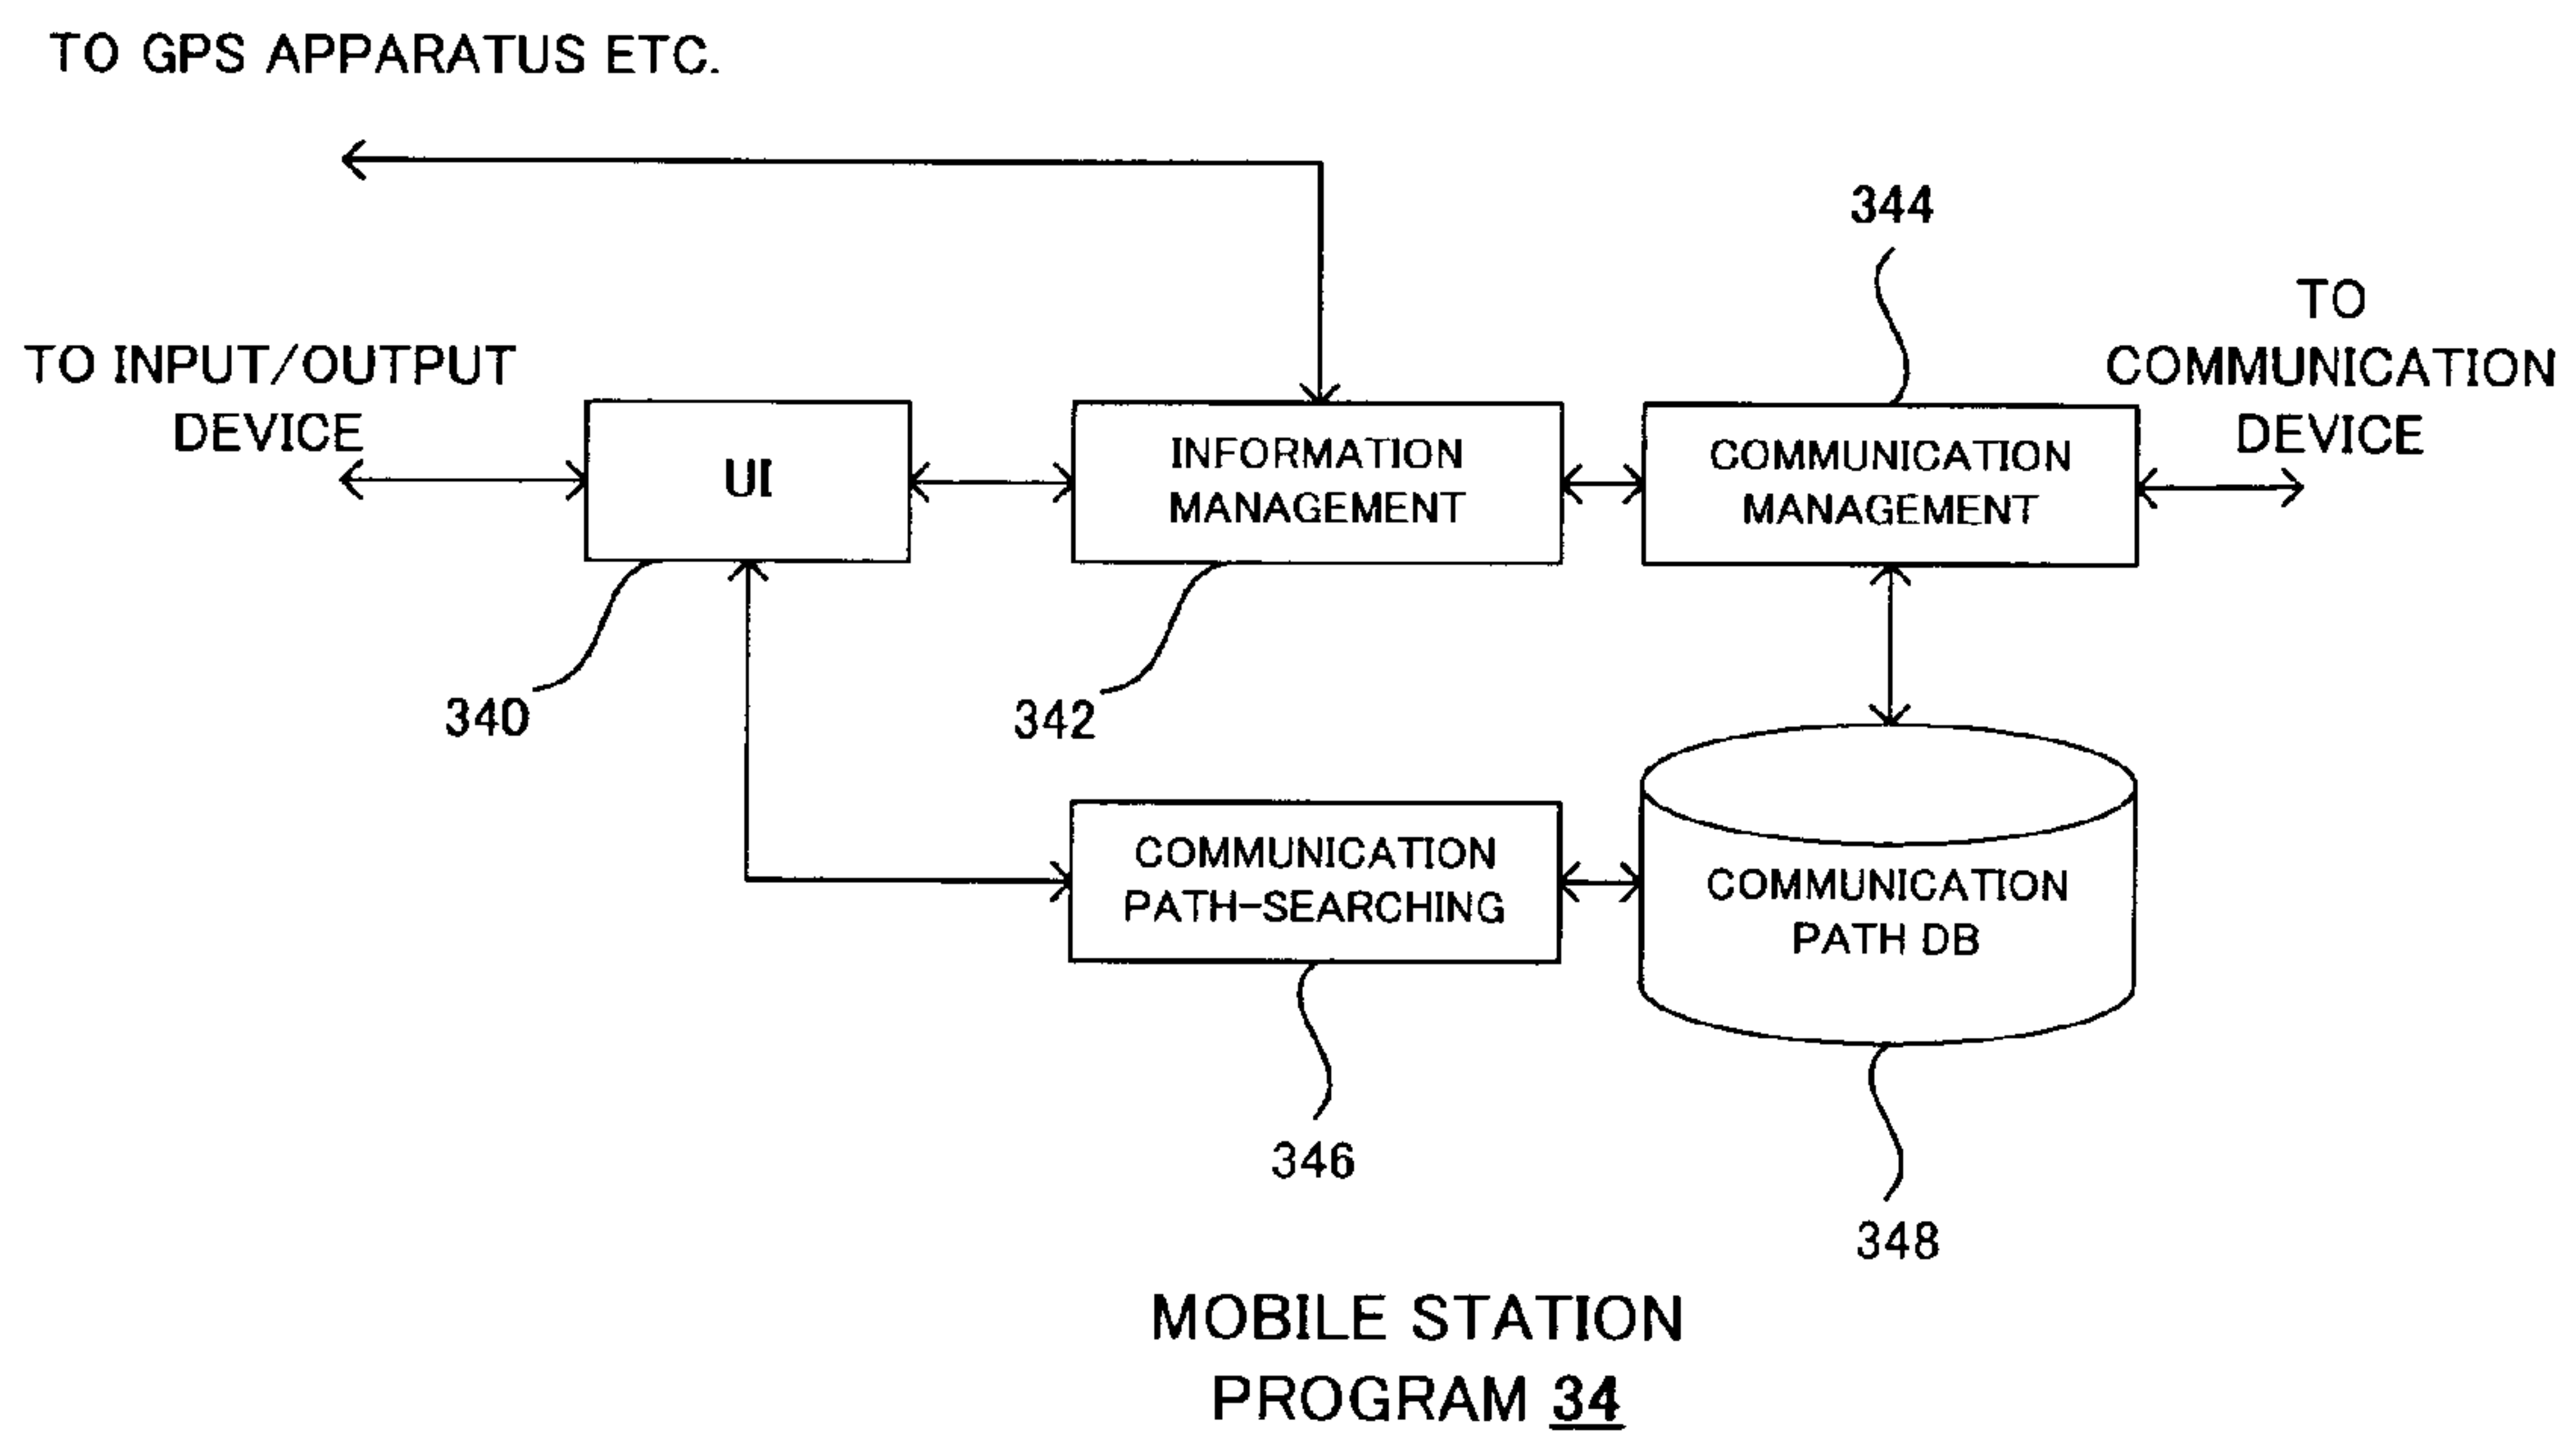 TO GPS APPARATUS ETC.
344
TO
COMMUNICATION
DEVICE
TO INPUT/OUTPUT
DEVICE
UI
INFORMATION
MANAGEMENT
COMMUNICATION
MANAGEMENT
340
342
COMMUNICATION
PATH-SEARCHING
COMMUNICATION
PATH DB
346
348
MOBILE STATION
PROGRAM 34